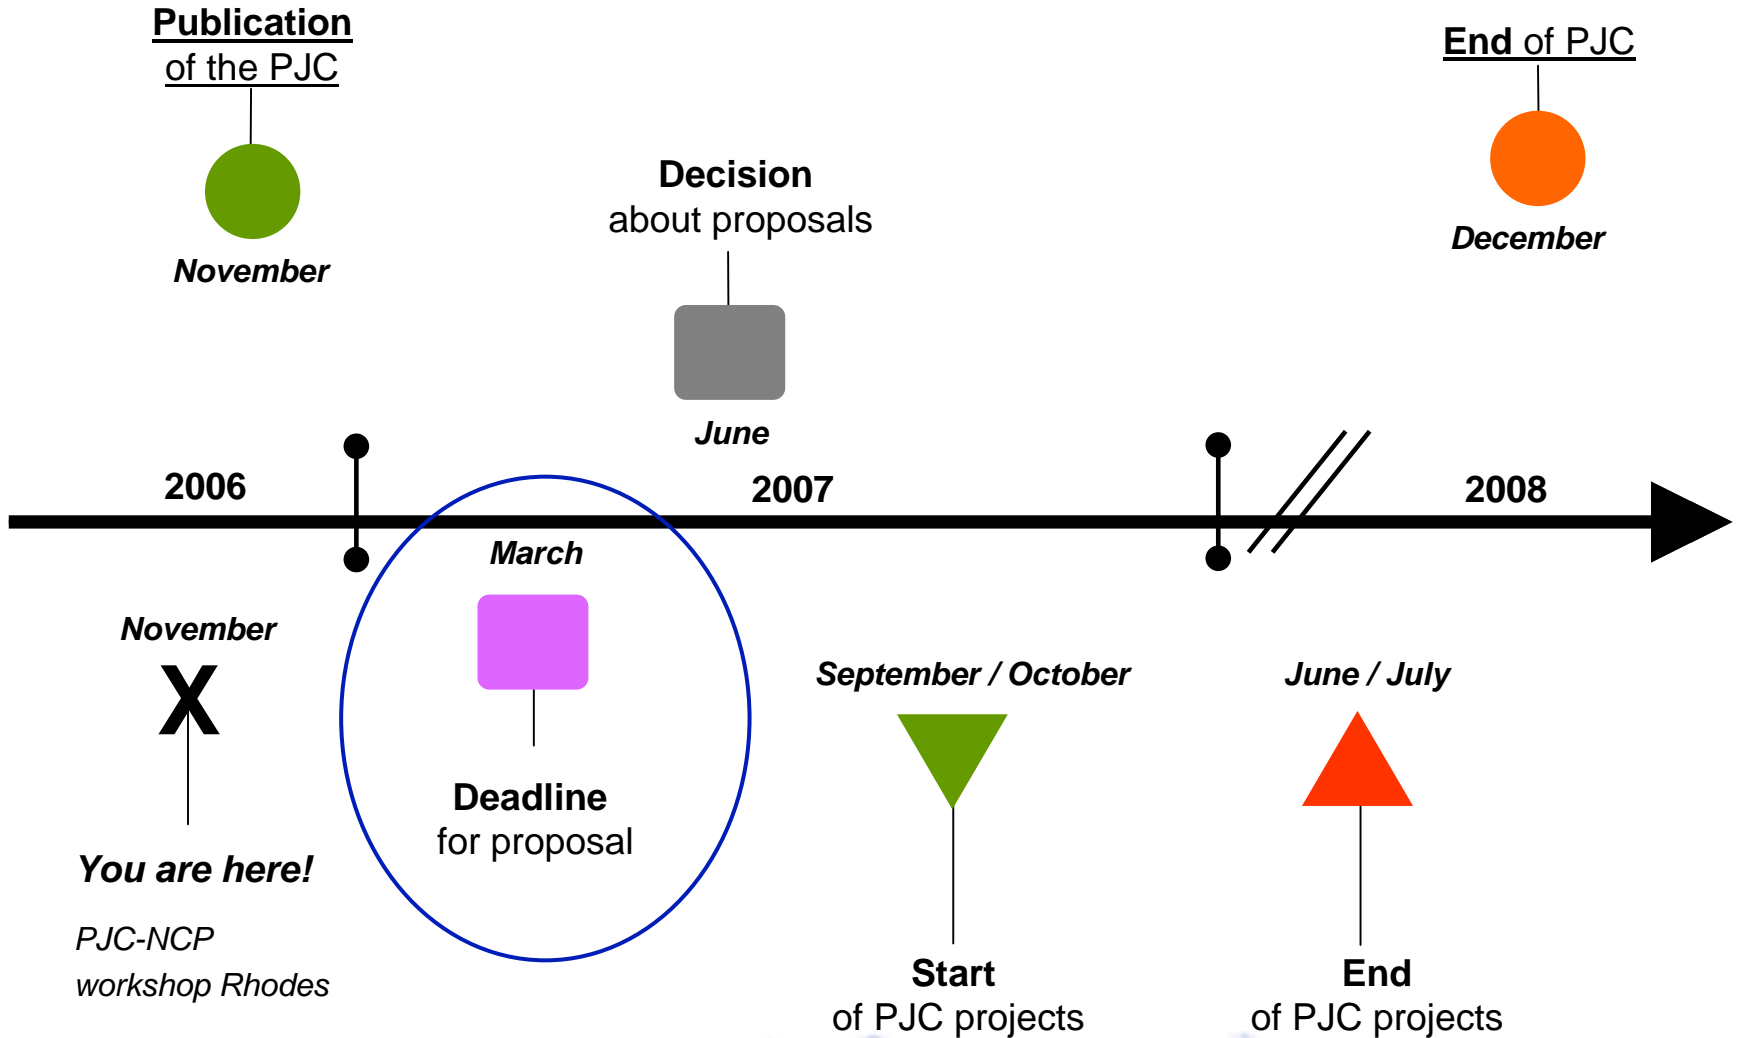 Publication
of the PJC
November
Decision
about proposals
June
End of PJC
December
2006
2007
2008
November
X
You are here!
PJC-NCP
workshop Rhodes
March
Deadline
for proposal
September / October
Start
of PJC projects
June / July
End
of PJC projects